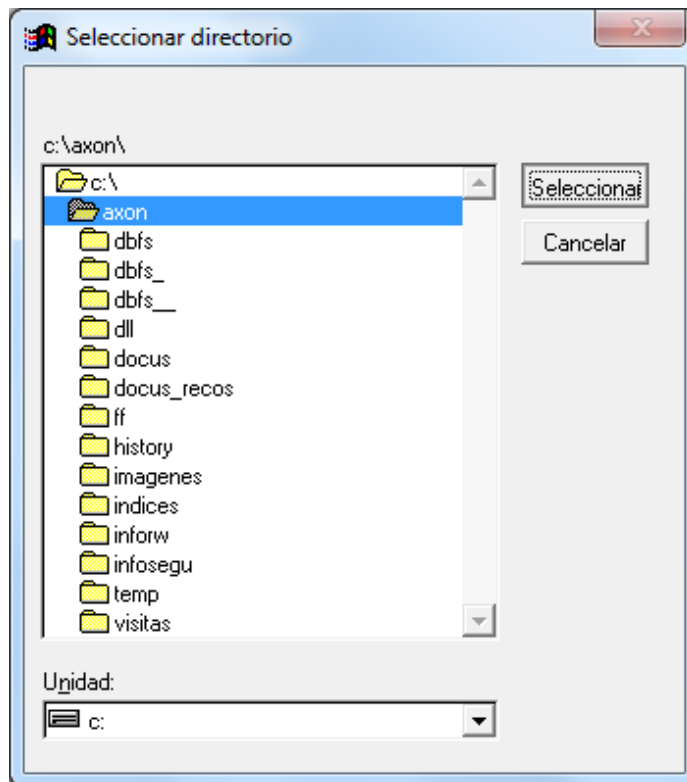 Seleccionar directorio
c:\axon\
c:\
axon
dbfs
dbfs_
dbfs__
dll
docus
docus_recos
ff
history
imagenes
indices
inforw
infosegu
temp
visitas
Seleccionar
Cancelar
Unidad:
c: